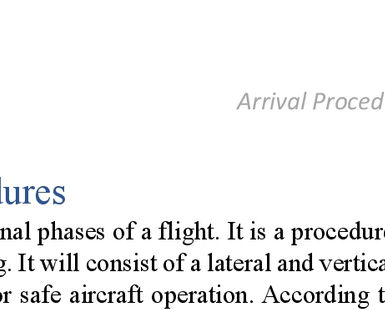 Arrival Proced
dures
nal phases of a flight. It is a procedure
g. It will consist of a lateral and vertica
or safe aircraft operation. According t